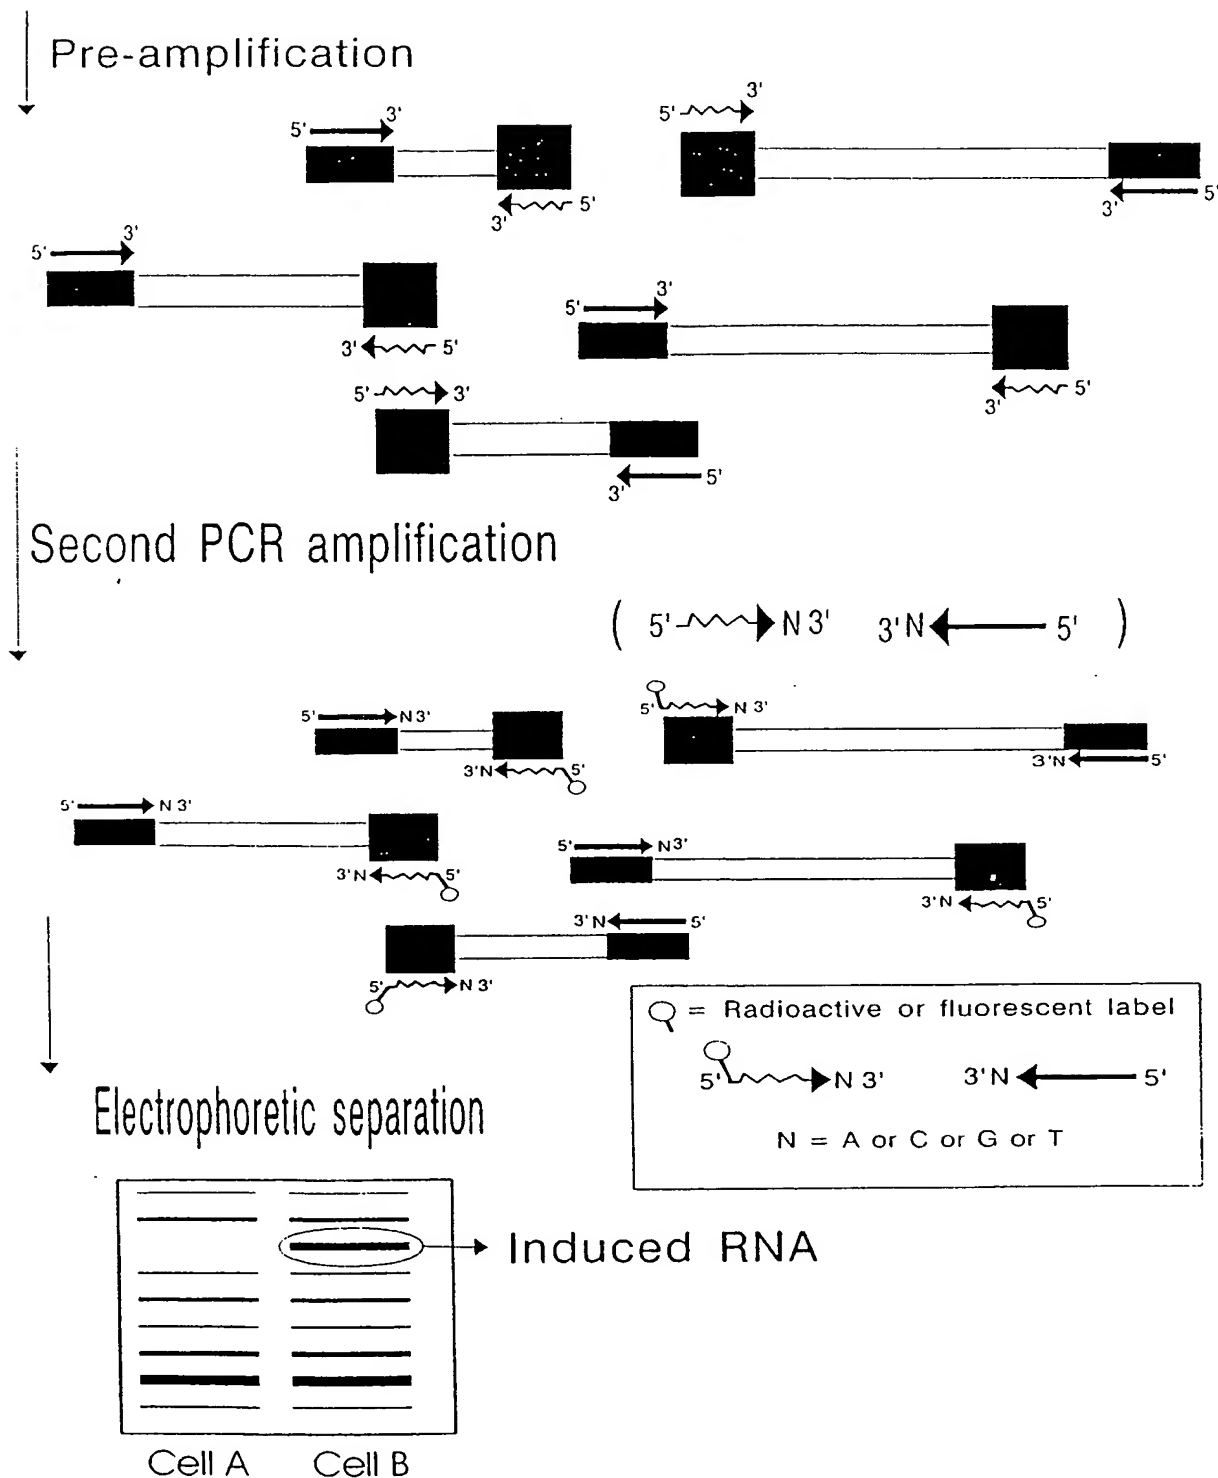 Pre-amplification
3'
5'
3'
5'
3'
5'
3'
5'
3'
5'
3'
5'
3'
5'
3'
5'
3'
5'
5'
3'
3'
5'
Second PCR amplification
( 5' N 3' 3' N 5' )
5' N 3'
5' N 3'
3' N 5'
3' N 5'
5' N 3'
5' N 3'
3' N 5'
3' N 5'
3' N 5'
5' N 3'
= Radioactive or fluorescent label
5' N 3' 3' N 5'
N = A or C or G or T
Electrophoretic separation
Induced RNA
Cell A Cell B